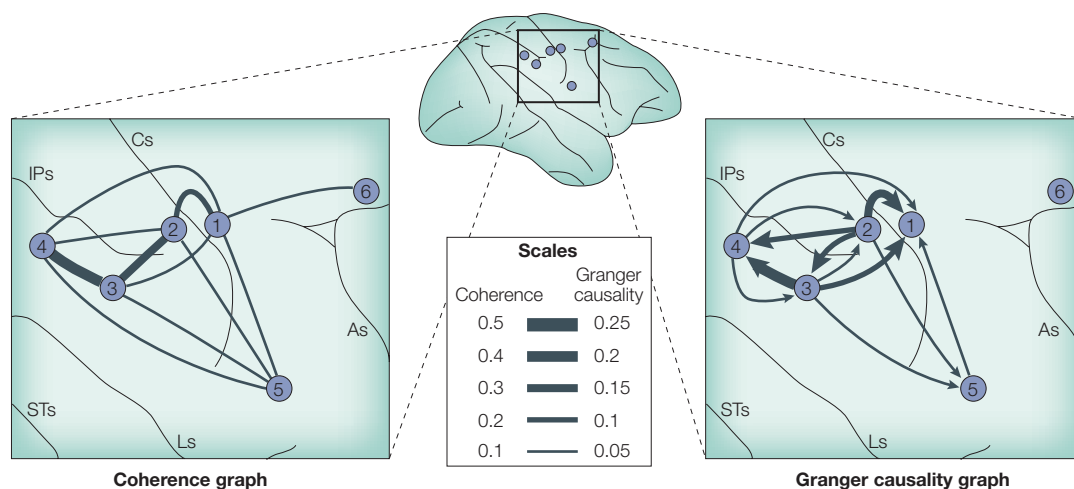 Cs
IPs
6
1
2
4
3
As
5
STs
Ls
Coherence graph
Scales
Coherence Granger causality
0.5 0.25
0.4 0.2
0.3 0.15
0.2 0.1
0.1 0.05
Cs
IPs
6
1
2
4
3
As
5
STs
Ls
Granger causality graph